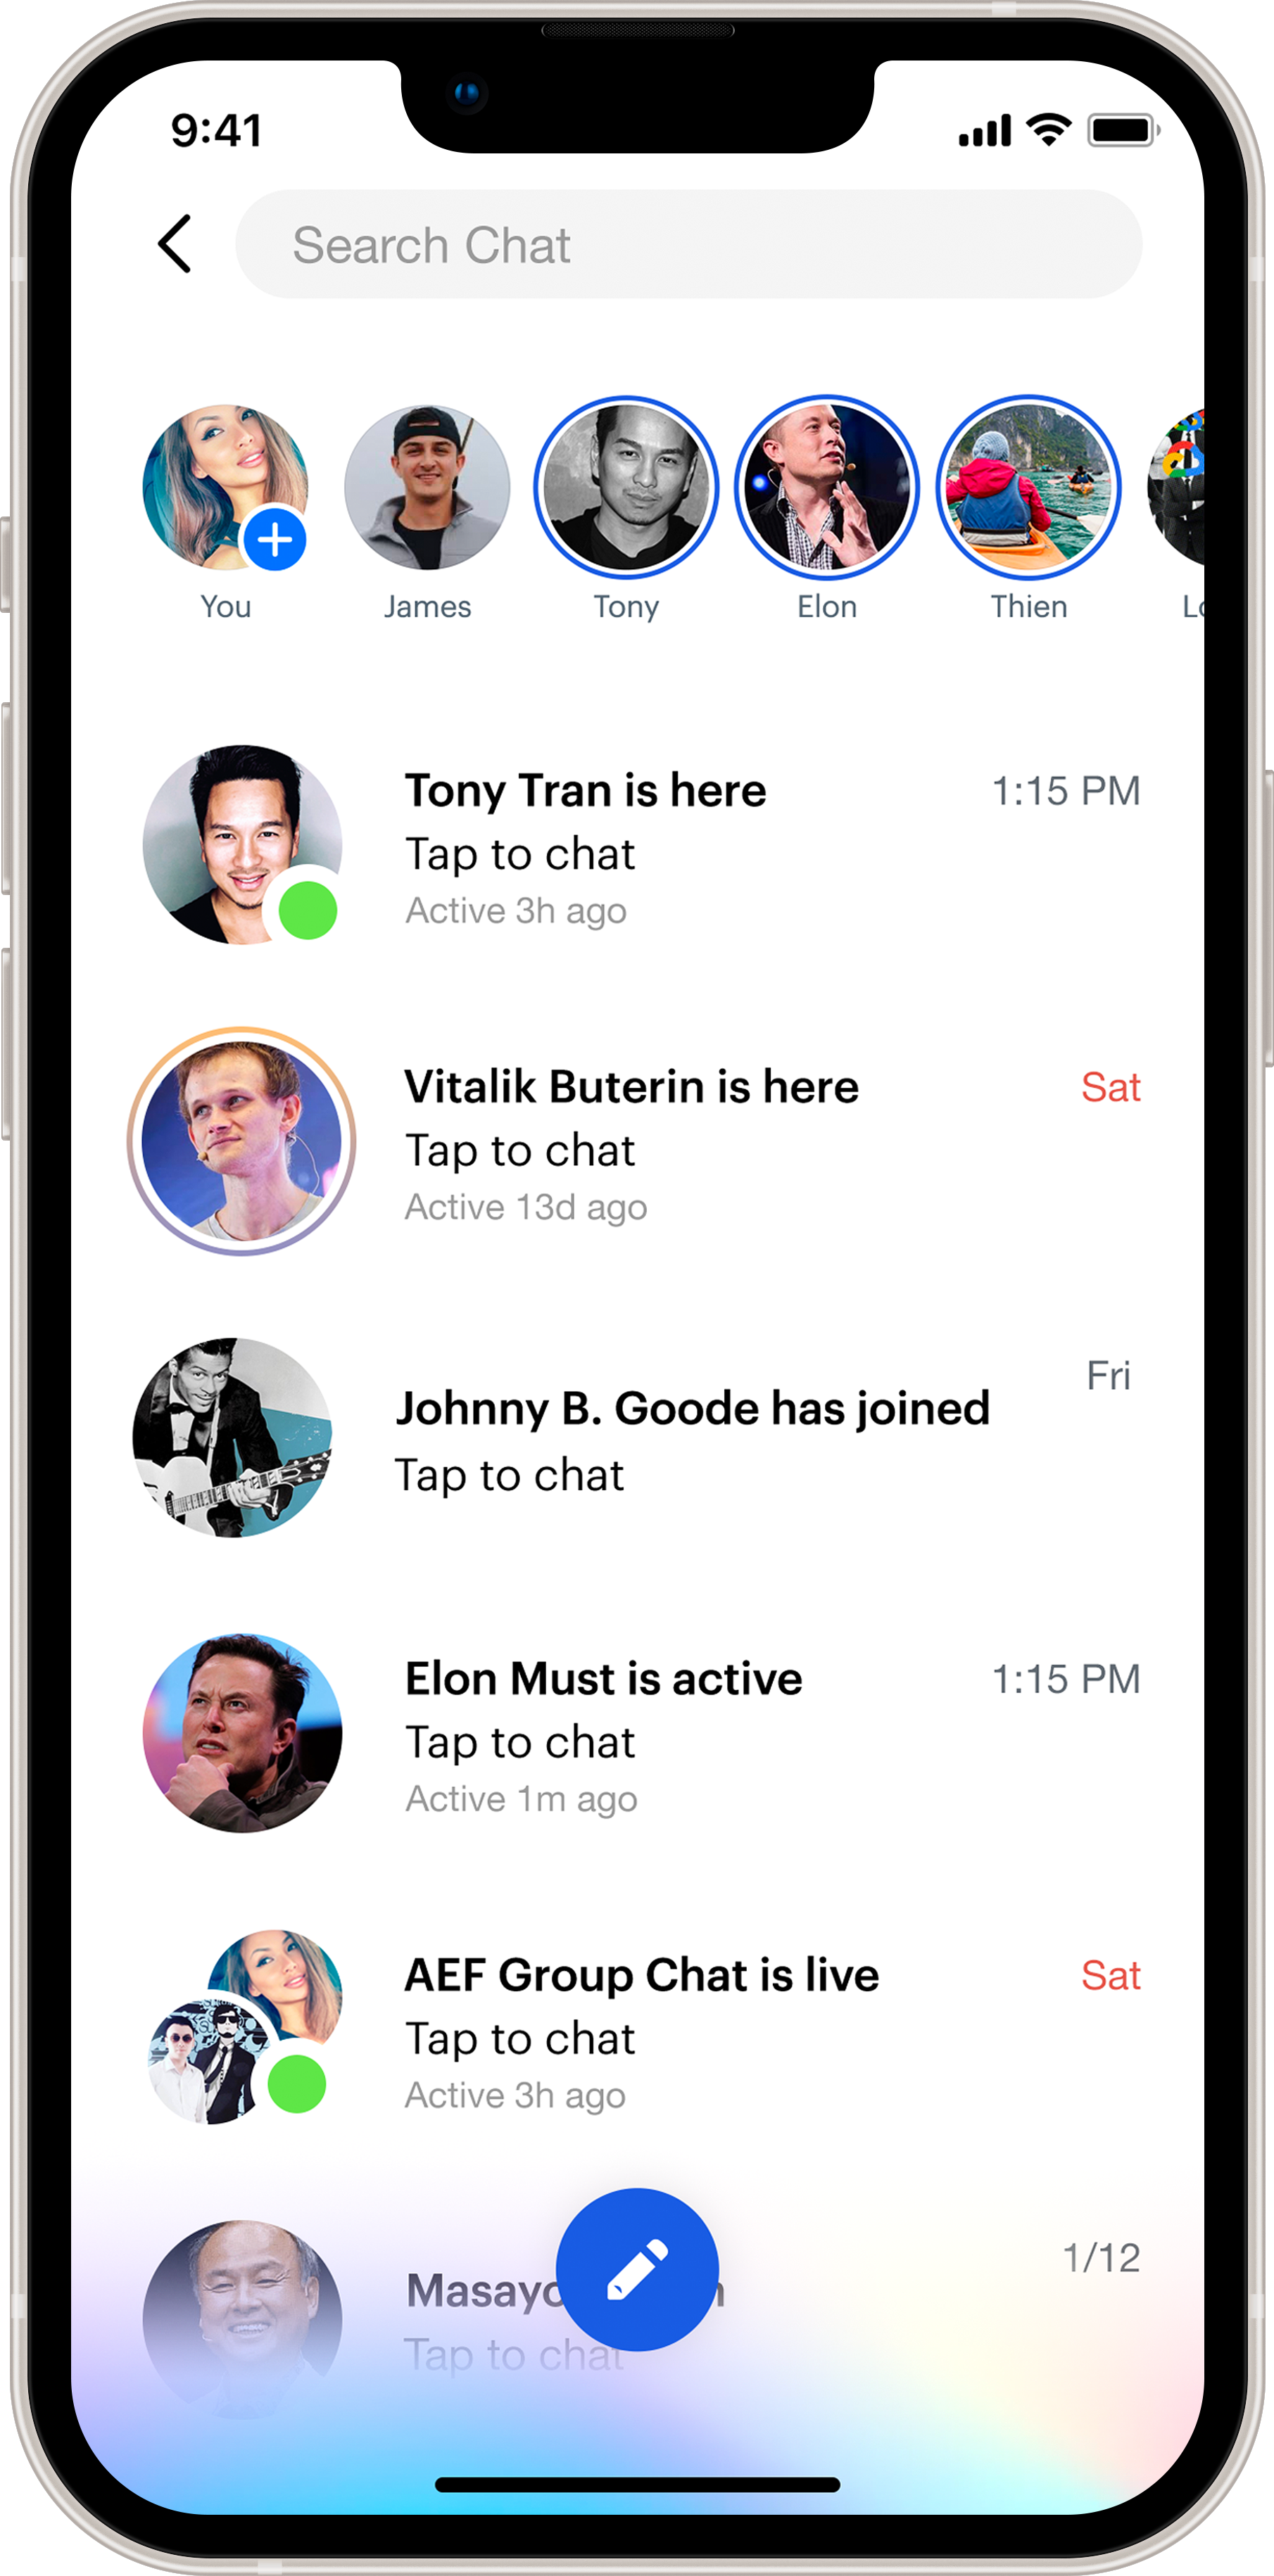 9:41
Search Chat
You
James
Tony
Elon
Thien
Tony Tran is here
1:15 PM
Tap to chat
Active 3h ago
Vitalik Buterin is here
Sat
Tap to chat
Active 13d ago
Fri
Johnny B. Goode has joined
Tap to chat
Elon Must is active
1:15 PM
Tap to chat
Active 1m ago
AEF Group Chat is live
Sat
Tap to chat
Active 3h ago
1/12
Tap to chat